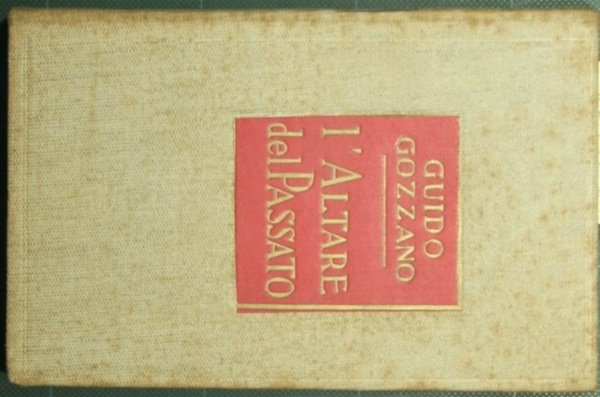 GUIDO
GOZZANO
L'ALTARE
del PASSATO